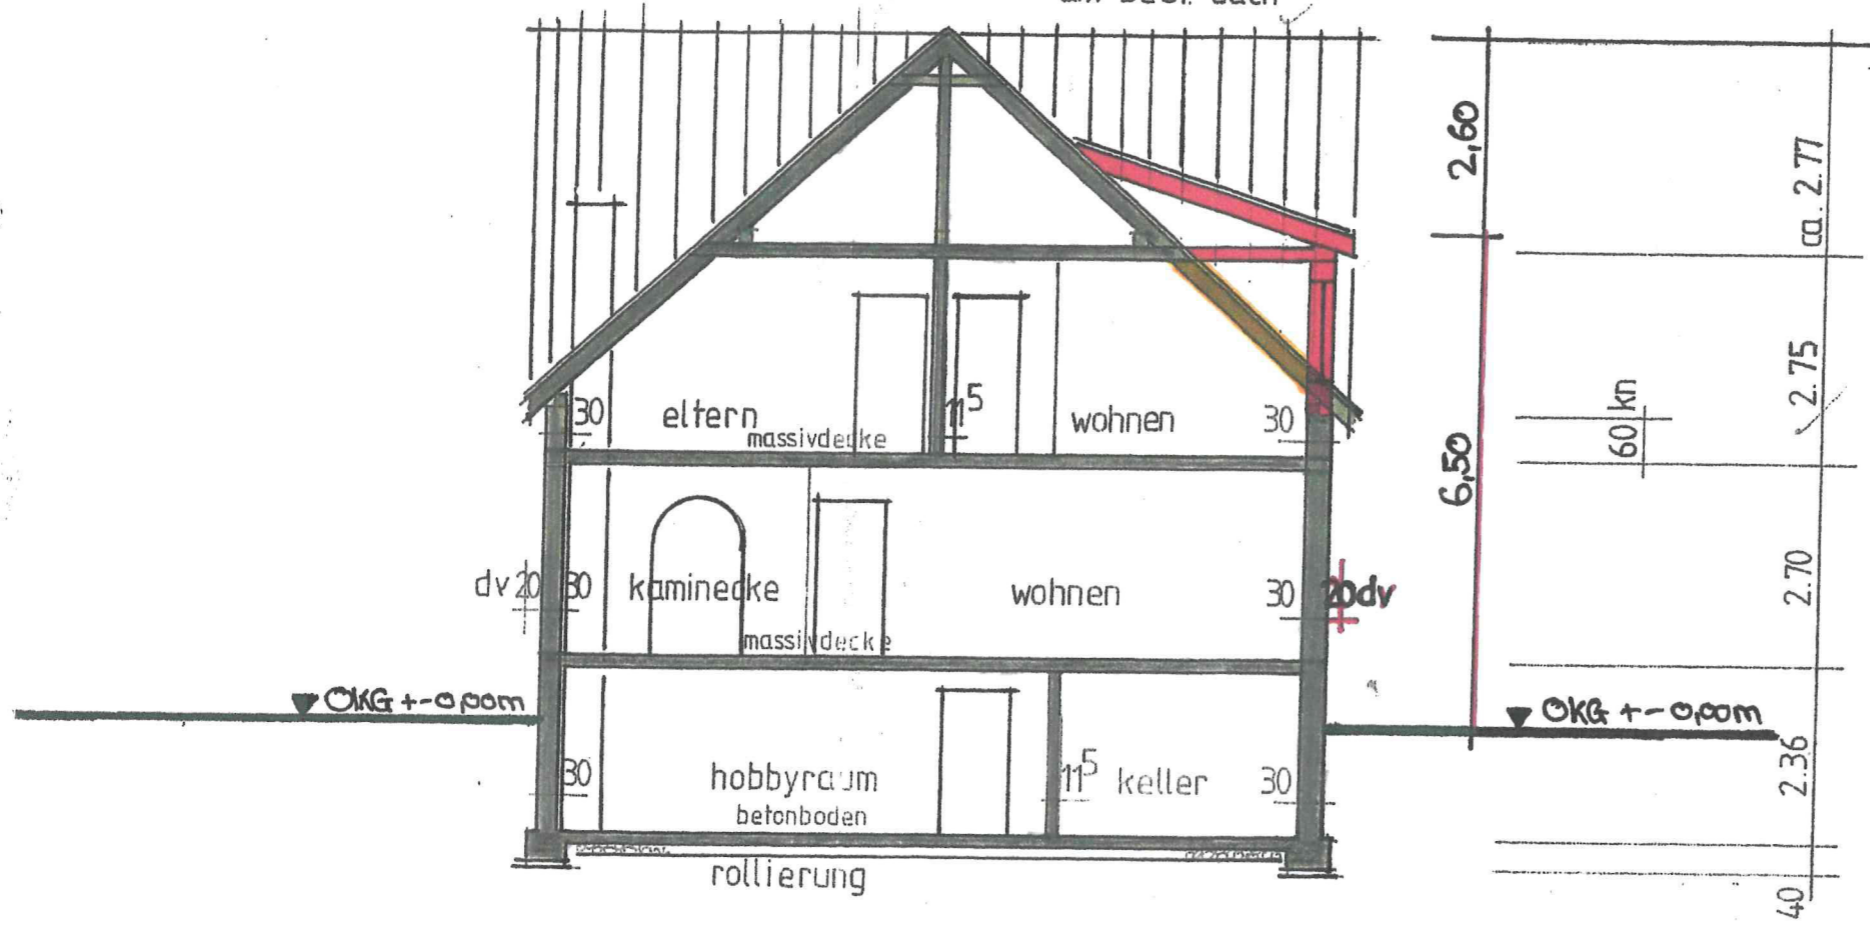 2,60
ca. 2.77
30
eltern
massivdecke
11⁵
wohnen
30
60 kn
2.75
6,50
dv 20
30
kaminecke
massivdecke
wohnen
30
20dv
2.70
OKG +-0,00m
OKG +-0,00m
30
hobbyraum
betonboden
11⁵
keller
30
2.36
rollierung
40